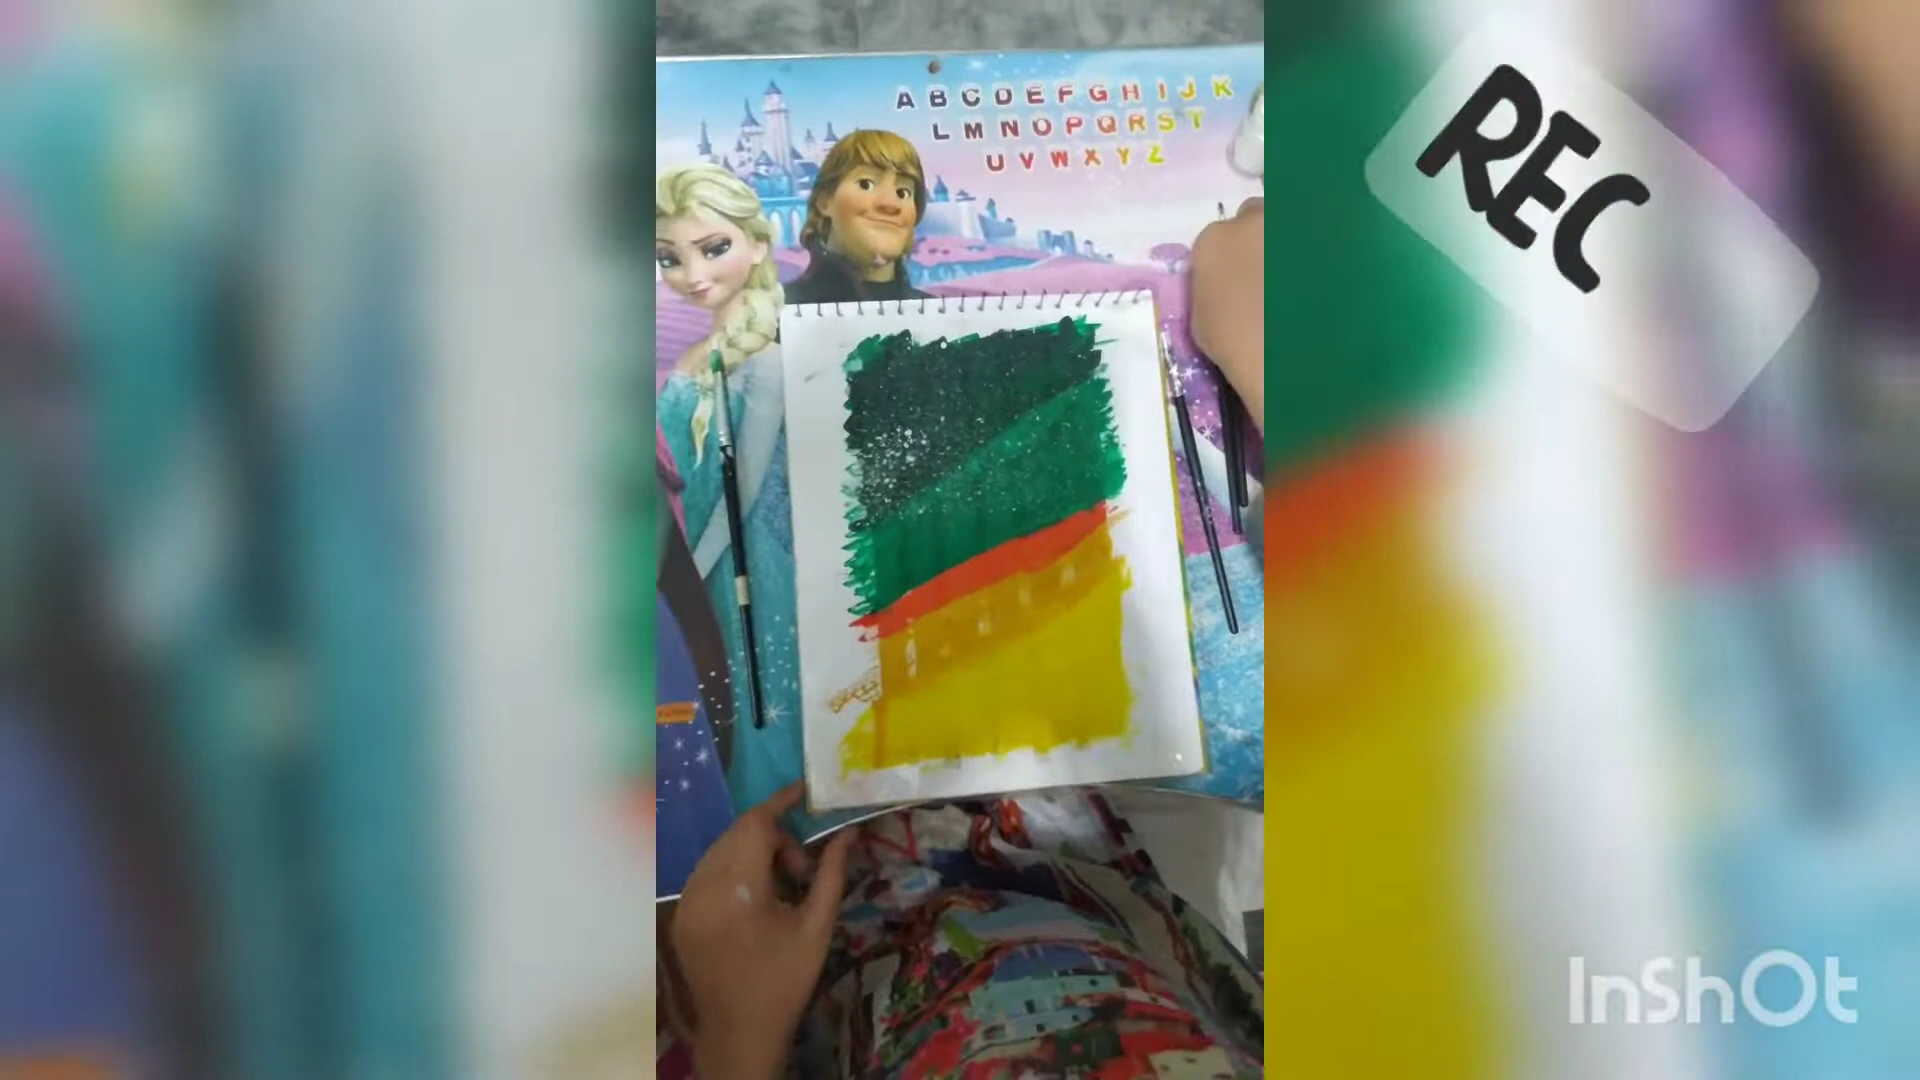 A B C D E F G H I J K
L M N O P Q R S T
U V W X Y Z
REC
InShOt